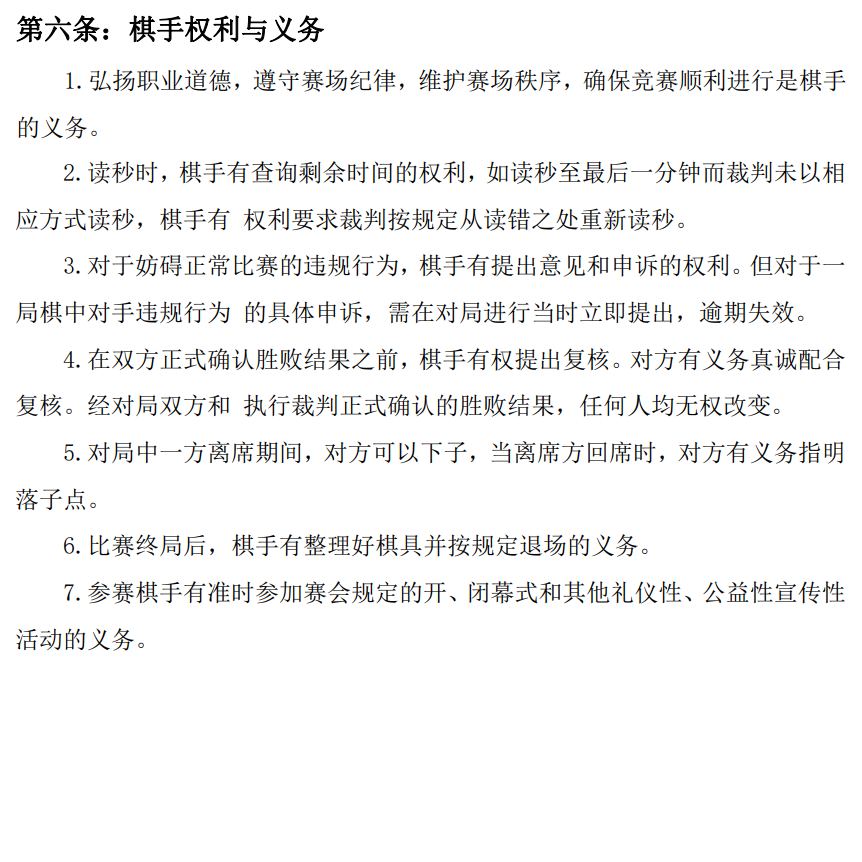 第六条：棋手权利与义务
1.弘扬职业道德，遵守赛场纪律，维护赛场秩序，确保竞赛顺利进行是棋手
的义务。
2.读秒时，棋手有查询剩余时间的权利，如读秒至最后一分钟而裁判未以相
应方式读秒，棋手有 权利要求裁判按规定从读错之处重新读秒。
3.对于妨碍正常比赛的违规行为，棋手有提出意见和申诉的权利。但对于一
局棋中对手违规行为 的具体申诉，需在对局进行当时立即提出，逾期失效。
4.在双方正式确认胜败结果之前，棋手有权提出复核。对方有义务真诚配合
复核。经对局双方和 执行裁判正式确认的胜败结果，任何人均无权改变。
5.对局中一方离席期间，对方可以下子，当离席方回席时，对方有义务指明
落子点。
6.比赛终局后，棋手有整理好棋具并按规定退场的义务。
7.参赛棋手有准时参加赛会规定的开、闭幕式和其他礼仪性、公益性宣传性
活动的义务。